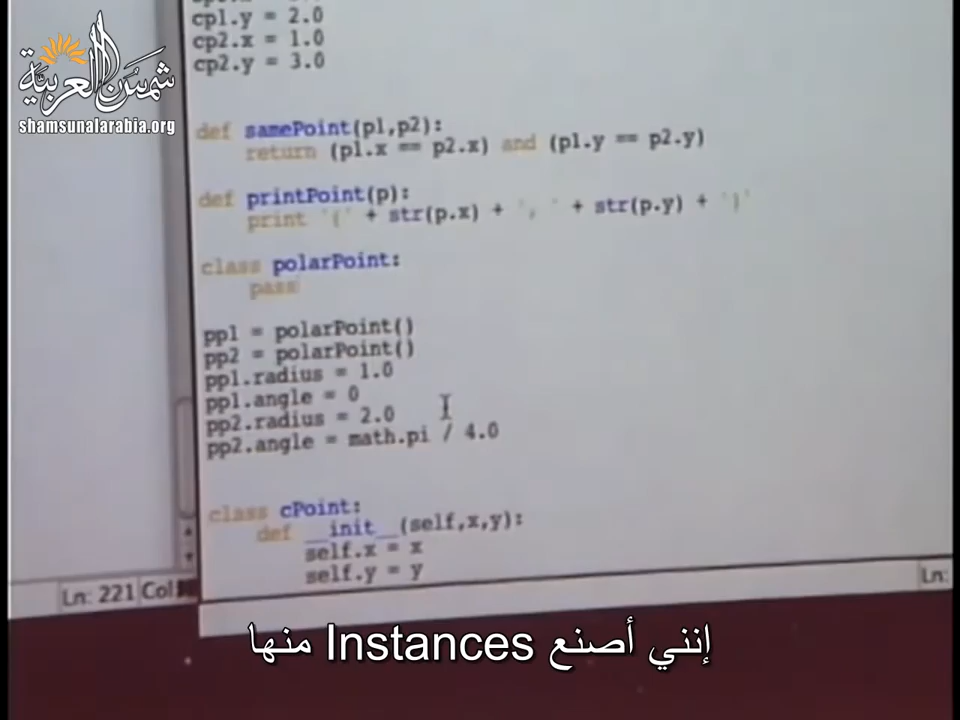 شمسنا العربية
shamsunalarabia.org
cp1.y = 2.0
cp2.x = 1.0
cp2.y = 3.0
def samePoint(p1,p2):
return (p1.x == p2.x) and (p1.y == p2.y)
def printPoint(p):
print '(' + str(p.x) + ', ' + str(p.y) + ')'
class polarPoint:
pass
pp1 = polarPoint()
pp2 = polarPoint()
pp1.radius = 1.0
pp1.angle = 0
pp2.radius = 2.0
pp2.angle = math.pi / 4.0
class cPoint:
def __init__(self,x,y):
self.x = x
self.y = y
Ln: 221 Col
Ln:
إنني أصنع Instances منها